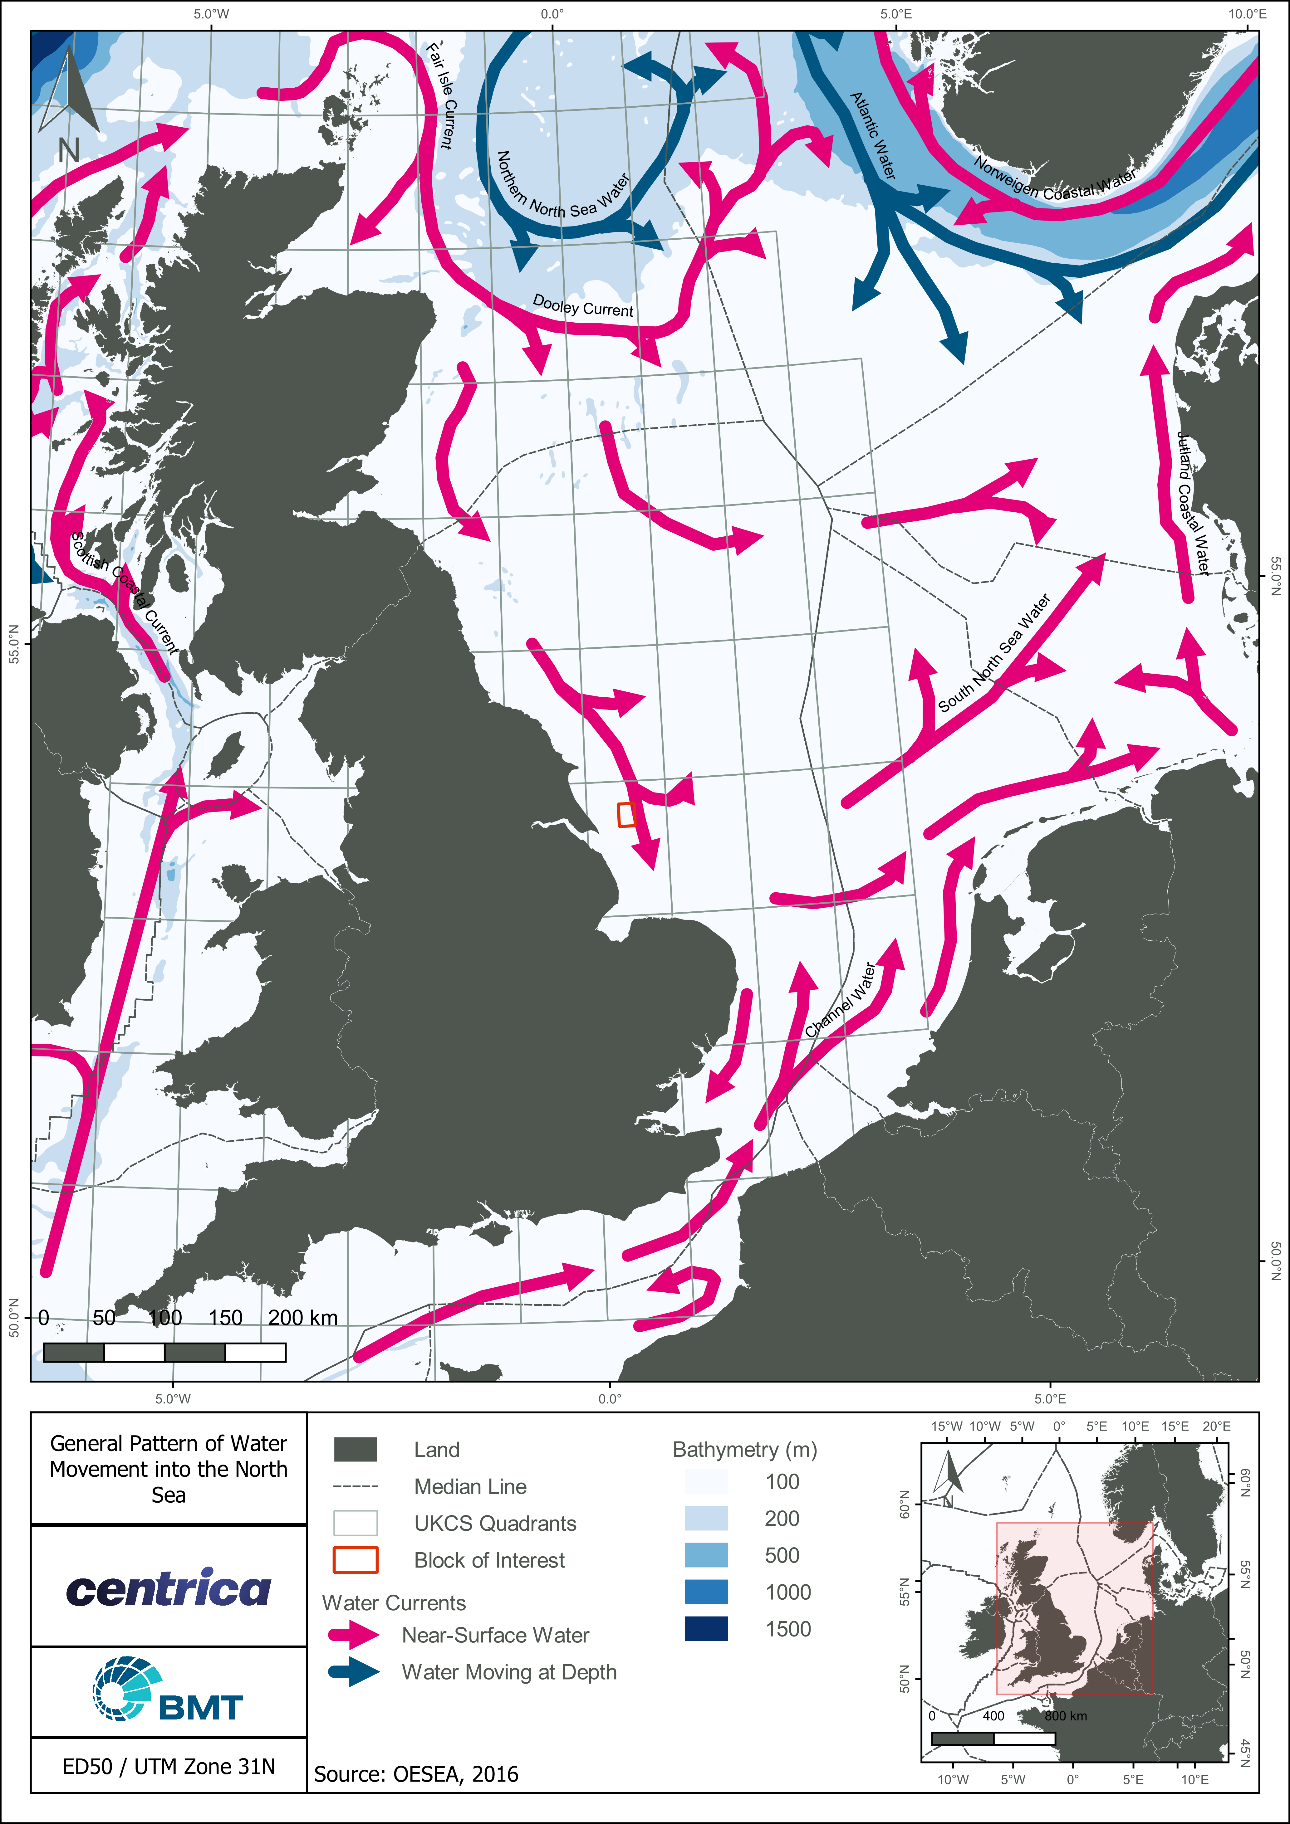 5.0°W 0.0° 5.0°E 10.0°E
N
Fair Isle Current
Northern North Sea Water
Atlantic Water
Norweigen Coastal Water
Dooley Current
Jutland Coastal Water
Scottish Coastal Current
South North Sea Water
Channel Water
55.0°N
55.0°N
50.0°N
50.0°N
0 50 100 150 200 km
5.0°W 0.0° 5.0°E
General Pattern of Water
Movement into the North
Sea
centrica
BMT
ED50 / UTM Zone 31N
Land
Median Line
UKCS Quadrants
Block of Interest
Water Currents
Near-Surface Water
Water Moving at Depth
Bathymetry (m)
100
200
500
1000
1500
Source: OESEA, 2016
15°W 10°W 5°W 0° 5°E 10°E 15°E 20°E
N
60°N
60°N
55°N
55°N
50°N
50°N
45°N
0 400 800 km
10°W 5°W 0° 5°E 10°E